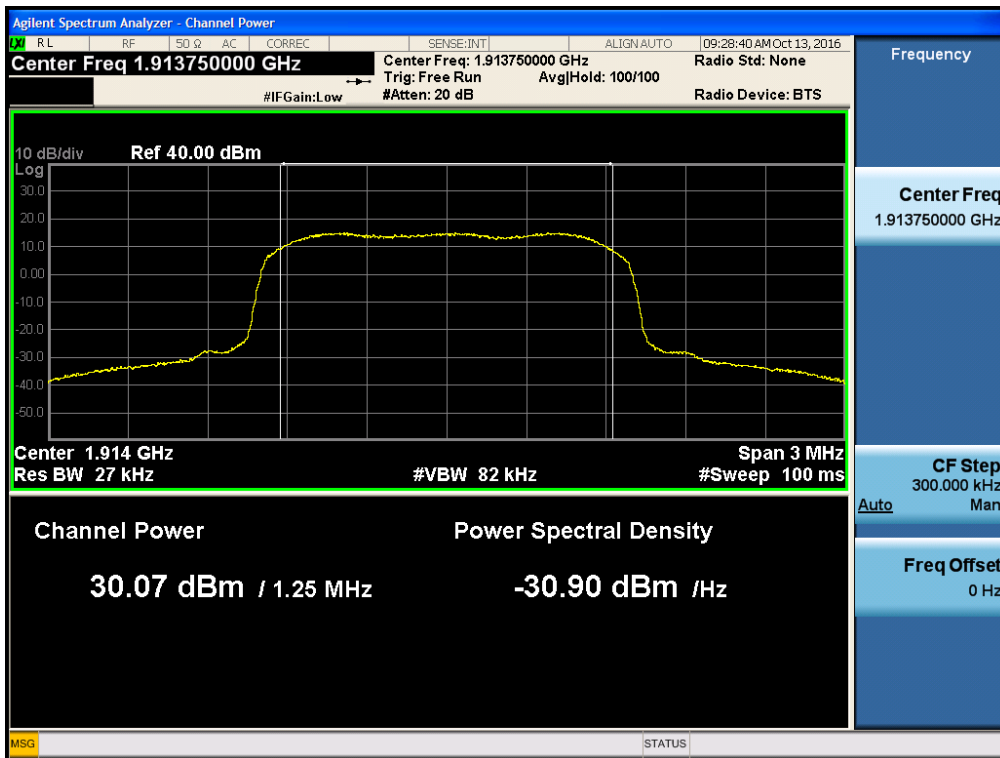 Agilent Spectrum Analyzer - Channel Power
LXI RL RF 50 Ω AC CORREC SENSE:INT ALIGN AUTO 09:28:40 AM Oct 13, 2016
Center Freq 1.913750000 GHz
#IFGain:Low
Center Freq: 1.913750000 GHz
Trig: Free Run Avg|Hold: 100/100
#Atten: 20 dB
Radio Std: None
Radio Device: BTS
10 dB/div Ref 40.00 dBm
Log
30.0
20.0
10.0
0.00
-10.0
-20.0
-30.0
-40.0
-50.0
Center 1.914 GHz Span 3 MHz
Res BW 27 kHz #VBW 82 kHz #Sweep 100 ms
Channel Power Power Spectral Density
30.07 dBm / 1.25 MHz -30.90 dBm /Hz
Frequency
Center Freq
1.913750000 GHz
CF Step
300.000 kHz
Auto Man
Freq Offset
0 Hz
MSG STATUS